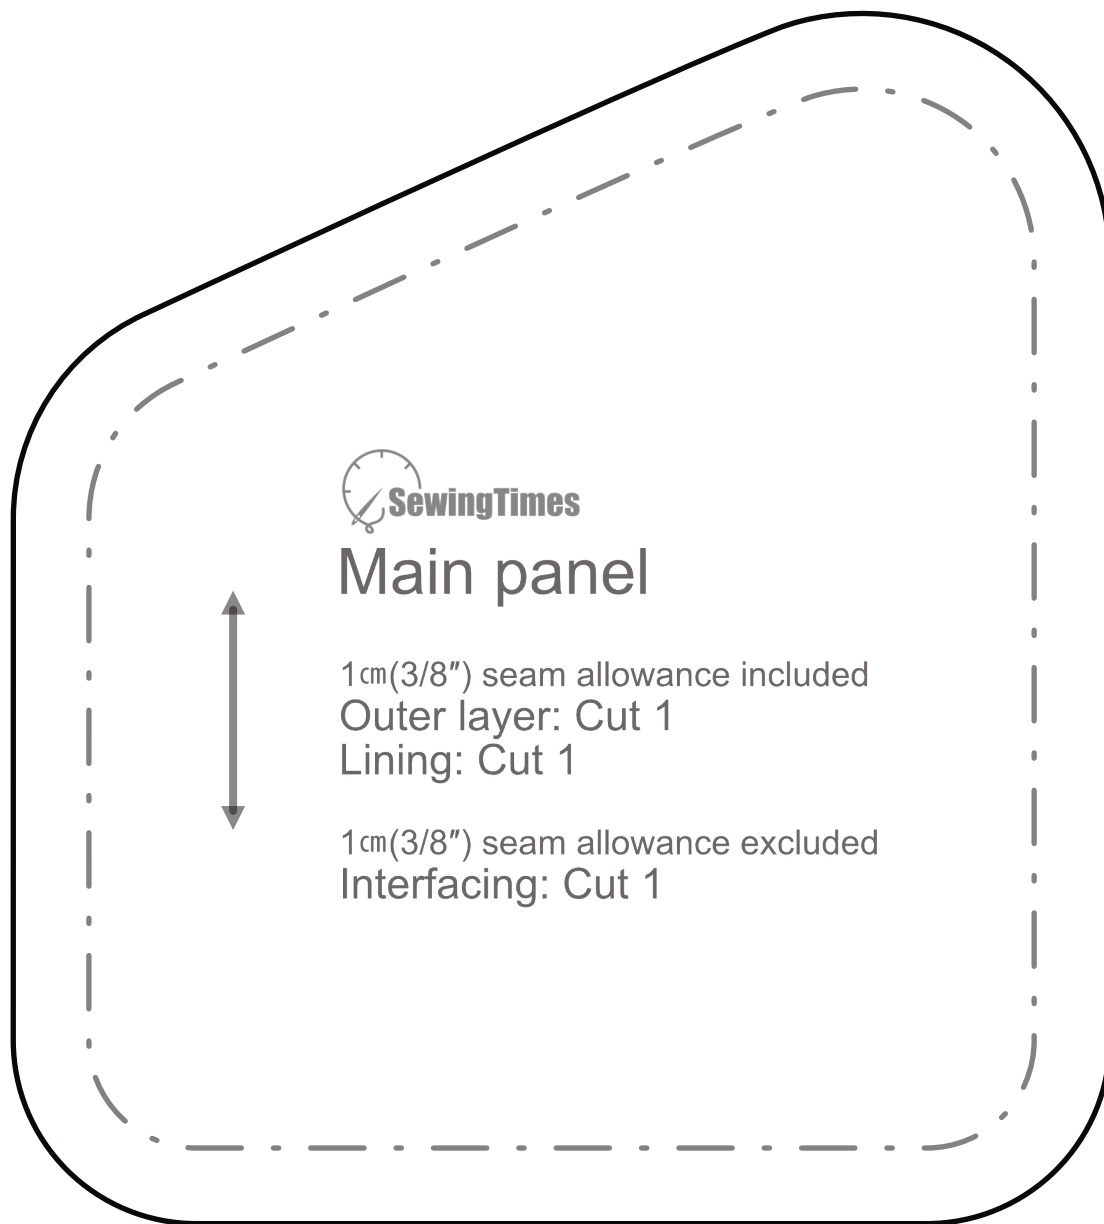 SewingTimes
Main panel
1㎝(3/8″) seam allowance included
Outer layer: Cut 1
Lining: Cut 1
1㎝(3/8″) seam allowance excluded
Interfacing: Cut 1